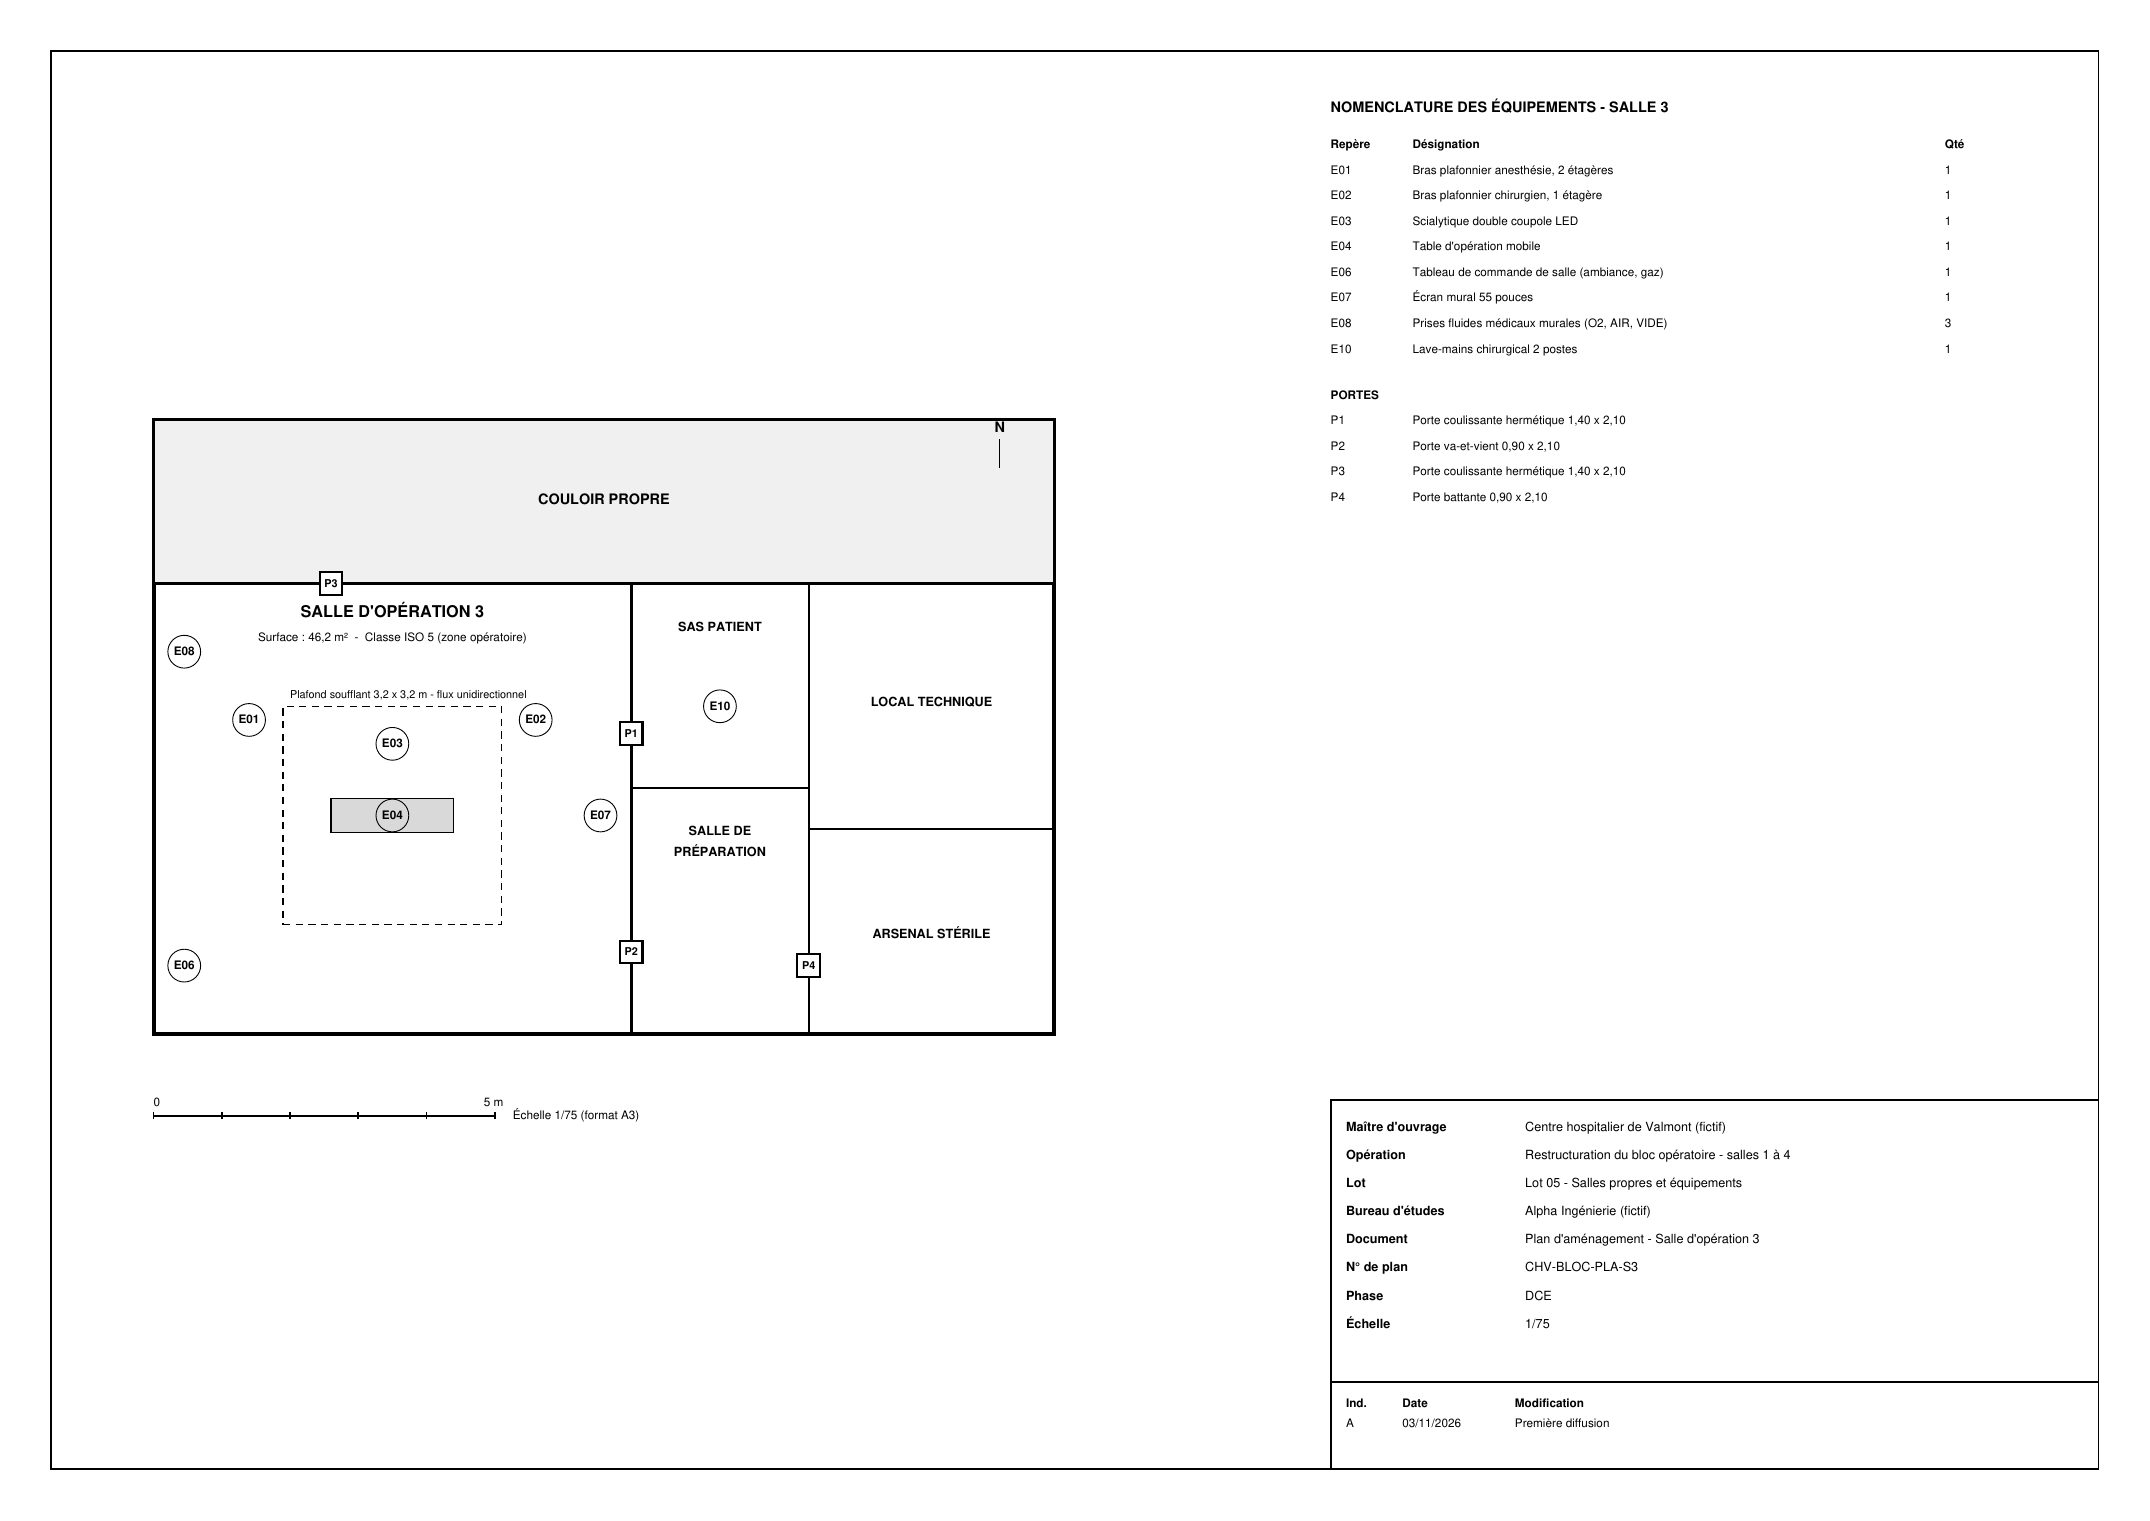 NOMENCLATURE DES ÉQUIPEMENTS - SALLE 3
Repère Désignation Qté
E01 Bras plafonnier anesthésie, 2 étagères 1
E02 Bras plafonnier chirurgien, 1 étagère 1
E03 Scialytique double coupole LED 1
E04 Table d'opération mobile 1
E06 Tableau de commande de salle (ambiance, gaz) 1
E07 Écran mural 55 pouces 1
E08 Prises fluides médicaux murales (O2, AIR, VIDE) 3
E10 Lave-mains chirurgical 2 postes 1
PORTES
P1 Porte coulissante hermétique 1,40 x 2,10
P2 Porte va-et-vient 0,90 x 2,10
P3 Porte coulissante hermétique 1,40 x 2,10
P4 Porte battante 0,90 x 2,10
N
COULOIR PROPRE
P3
SALLE D'OPÉRATION 3
Surface : 46,2 m² - Classe ISO 5 (zone opératoire)
E08
Plafond soufflant 3,2 x 3,2 m - flux unidirectionnel
E01
E02
E03
E04
E07
E06
SAS PATIENT
E10
P1
LOCAL TECHNIQUE
SALLE DE
PRÉPARATION
P2
P4
ARSENAL STÉRILE
0 5 m
Échelle 1/75 (format A3)
Maître d'ouvrage Centre hospitalier de Valmont (fictif)
Opération Restructuration du bloc opératoire - salles 1 à 4
Lot Lot 05 - Salles propres et équipements
Bureau d'études Alpha Ingénierie (fictif)
Document Plan d'aménagement - Salle d'opération 3
N° de plan CHV-BLOC-PLA-S3
Phase DCE
Échelle 1/75
Ind. Date Modification
A 03/11/2026 Première diffusion